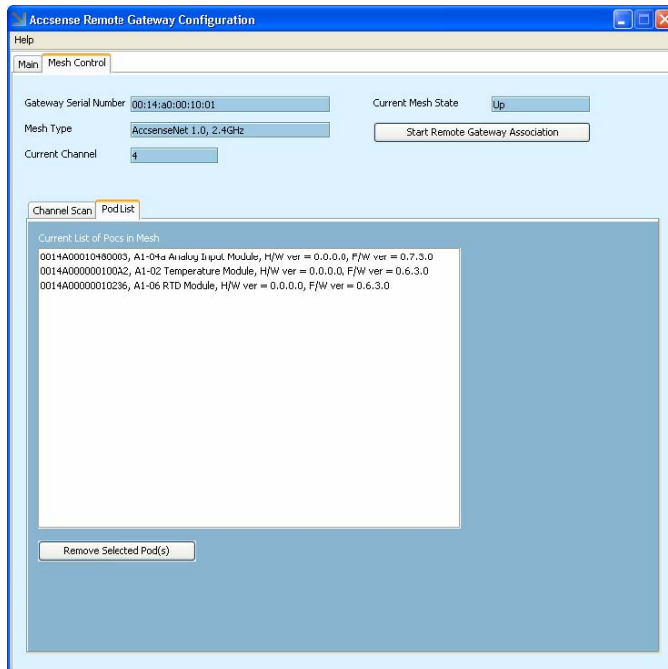 Accsense Remote Gateway Configuration
Help
Main Mesh Control
Gateway Serial Number 00:14:a0:00:10:01 Current Mesh State Up
Mesh Type AccsenseNet 1.0, 2.4GHz Start Remote Gateway Association
Current Channel 4
Channel Scan Pod List
Current List of Pocs in Mesh
0014A00010480003, A1-04a Analog Input Module, H/W ver = 0.0.0.0, F/W ver = 0.7.3.0
0014A000000100A2, A1-02 Temperature Module, H/W ver = 0.0.0.0, F/W ver = 0.6.3.0
0014A00000010236, A1-06 RTD Module, H/W ver = 0.0.0.0, F/W ver = 0.6.3.0
Remove Selected Pod(s)